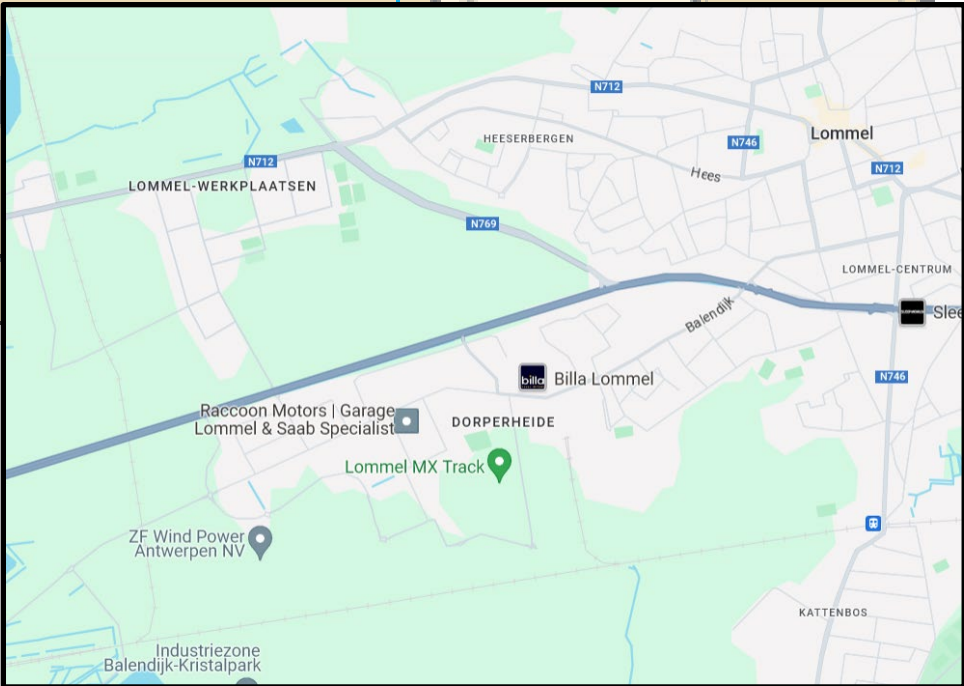 N712
HEESERBERGEN
N746
Lommel
N712
N712
LOMMEL-WERKPLAATSEN
Hees
N769
LOMMEL-CENTRUM
Balendijk
Slee
billa
Billa Lommel
N746
Raccoon Motors | Garage
Lommel & Saab Specialist
DORPERHEIDE
Lommel MX Track
ZF Wind Power
Antwerpen NV
KATTENBOS
Industriezone
Balendijk-Kristalpark